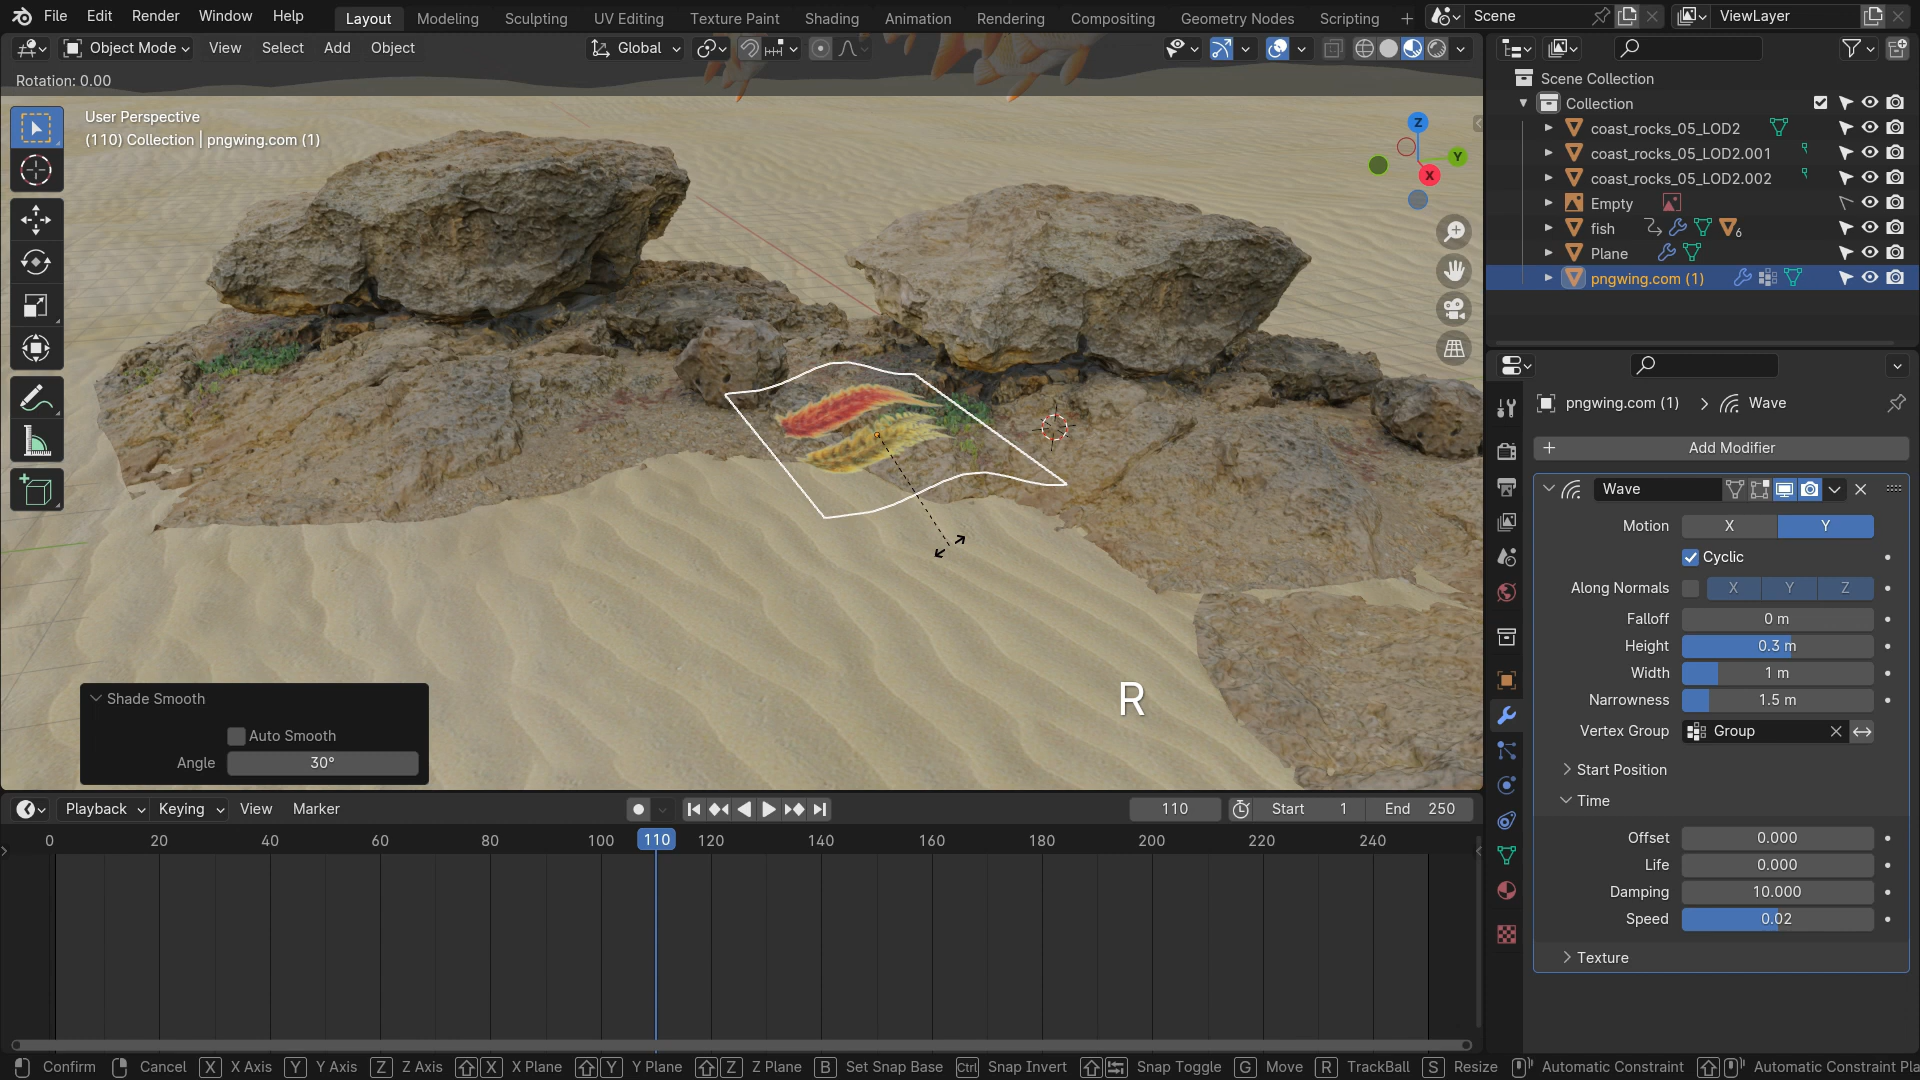 File Edit Render Window Help Layout Modeling Sculpting UV Editing Texture Paint Shading Animation Rendering Compositing Geometry Nodes Scripting + Scene ViewLayer
Object Mode View Select Add Object Global
Rotation: 0.00
User Perspective
(110) Collection | pngwing.com (1)
Z
Y
X
R
Shade Smooth
Auto Smooth
Angle 30°
Scene Collection
Collection
coast_rocks_05_LOD2
coast_rocks_05_LOD2.001
coast_rocks_05_LOD2.002
Empty
fish 6
Plane
pngwing.com (1)
pngwing.com (1) > Wave
+ Add Modifier
Wave
Motion X Y
Cyclic
Along Normals X Y Z
Falloff 0 m
Height 0.3 m
Width 1 m
Narrowness 1.5 m
Vertex Group Group
Start Position
Time
Offset 0.000
Life 0.000
Damping 10.000
Speed 0.02
Texture
Playback Keying View Marker 110 Start 1 End 250
0 20 40 60 80 100 110 120 140 160 180 200 220 240
Confirm Cancel X X Axis Y Y Axis Z Z Axis X X Plane Y Y Plane Z Z Plane B Set Snap Base Ctrl Snap Invert Snap Toggle G Move R TrackBall S Resize Automatic Constraint Automatic Constraint Pla